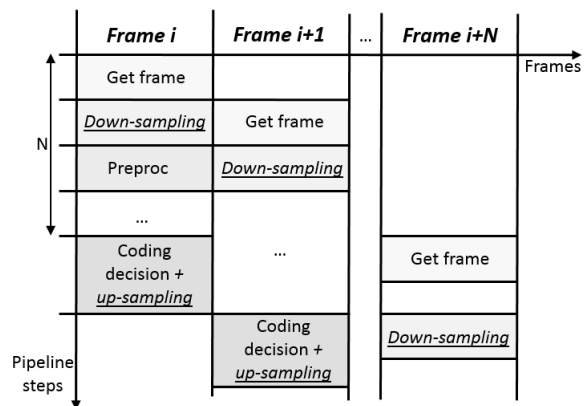 Frame i
Frame i+1
...
Frame i+N
Frames
Get frame
Down-sampling
Get frame
N
Preproc
Down-sampling
...
Coding
decision +
up-sampling
...
Get frame
Coding
decision +
up-sampling
Down-sampling
Pipeline
steps